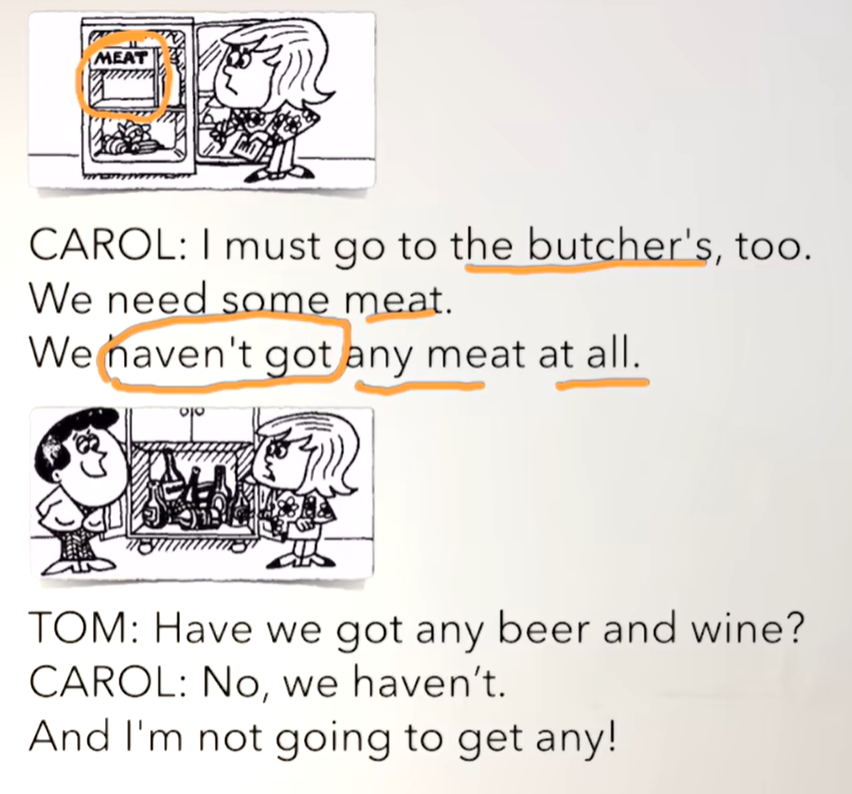 MEAT
CAROL: I must go to the butcher's, too.
We need some meat.
We haven't got any meat at all.
TOM: Have we got any beer and wine?
CAROL: No, we haven't.
And I'm not going to get any!